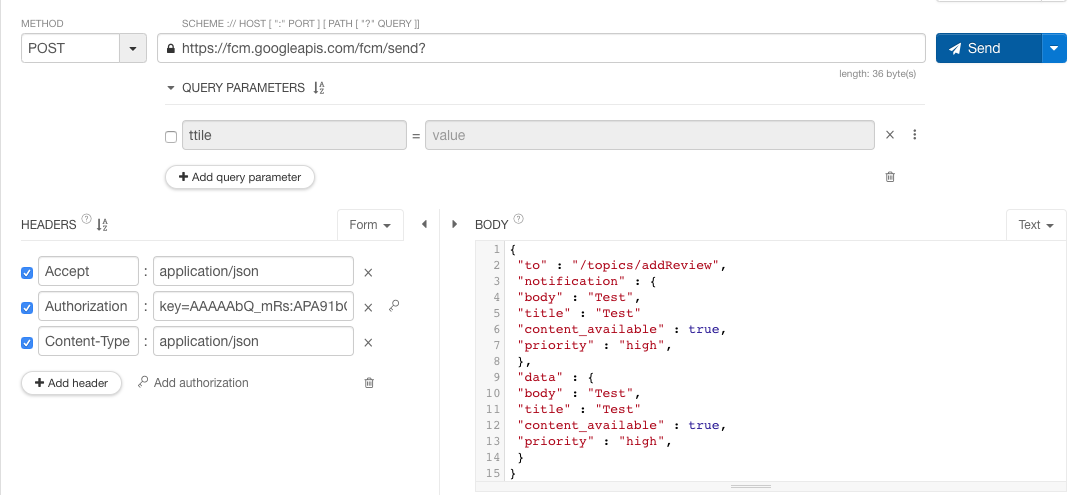 METHOD
SCHEME :// HOST [ ":" PORT ] [ PATH [ "?" QUERY ]]
POST
https://fcm.googleapis.com/fcm/send?
Send
length: 36 byte(s)
QUERY PARAMETERS
ttile = value
Add query parameter
HEADERS ?
Form
BODY ?
Text
Accept : application/json
Authorization : key=AAAAAbQ_mRs:APA91b
Content-Type : application/json
Add header
Add authorization
1 {
2 "to" : "/topics/addReview",
3 "notification" : {
4 "body" : "Test",
5 "title" : "Test"
6 "content_available" : true,
7 "priority" : "high",
8 },
9 "data" : {
10 "body" : "Test",
11 "title" : "Test"
12 "content_available" : true,
13 "priority" : "high",
14 }
15 }